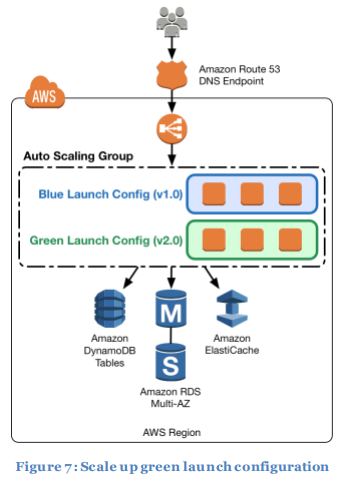 Amazon Route 53
DNS Endpoint
AWS
Auto Scaling Group
Blue Launch Config (v1.0)
Green Launch Config (v2.0)
M
S
Amazon
DynamoDB
Tables
Amazon RDS
Multi-AZ
Amazon
ElastiCache
AWS Region
Figure 7: Scale up green launch configuration